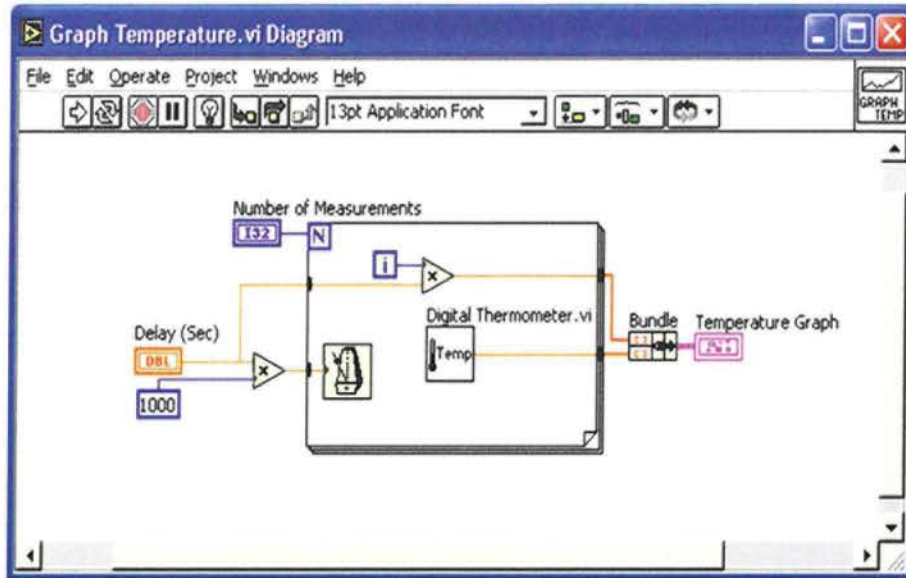 Graph Temperature.vi Diagram
File Edit Operate Project Windows Help
13pt Application Font
GRAPH
TEMP
Number of Measurements
I32
N
i
x
Delay (Sec)
DBL
x
1000
Digital Thermometer.vi
Temp
Bundle
Temperature Graph